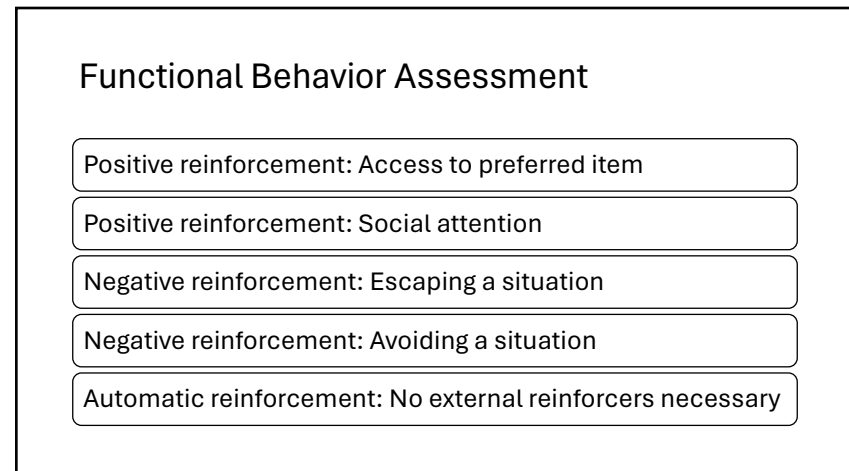 Functional Behavior Assessment
Positive reinforcement: Access to preferred item
Positive reinforcement: Social attention
Negative reinforcement: Escaping a situation
Negative reinforcement: Avoiding a situation
Automatic reinforcement: No external reinforcers necessary